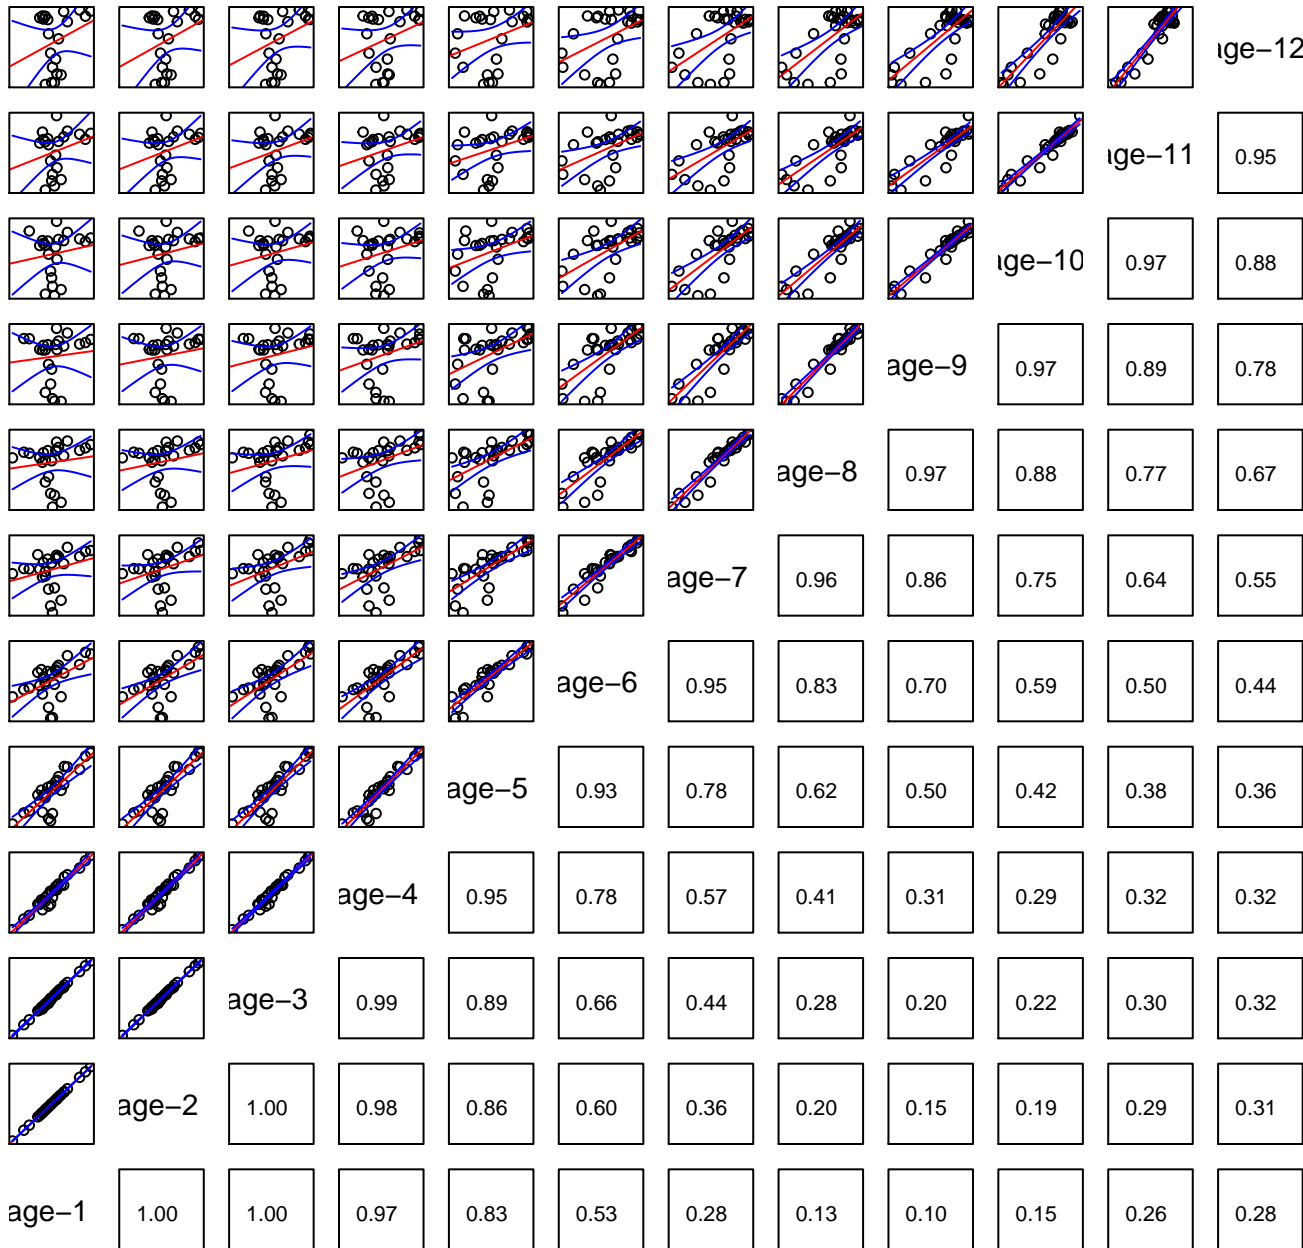 age−12
age−11 0.95
age−10 0.97 0.88
age−9 0.97 0.89 0.78
age−8 0.97 0.88 0.77 0.67
age−7 0.96 0.86 0.75 0.64 0.55
age−6 0.95 0.83 0.70 0.59 0.50 0.44
age−5 0.93 0.78 0.62 0.50 0.42 0.38 0.36
age−4 0.95 0.78 0.57 0.41 0.31 0.29 0.32 0.32
age−3 0.99 0.89 0.66 0.44 0.28 0.20 0.22 0.30 0.32
age−2 1.00 0.98 0.86 0.60 0.36 0.20 0.15 0.19 0.29 0.31
age−1 1.00 1.00 0.97 0.83 0.53 0.28 0.13 0.10 0.15 0.26 0.28